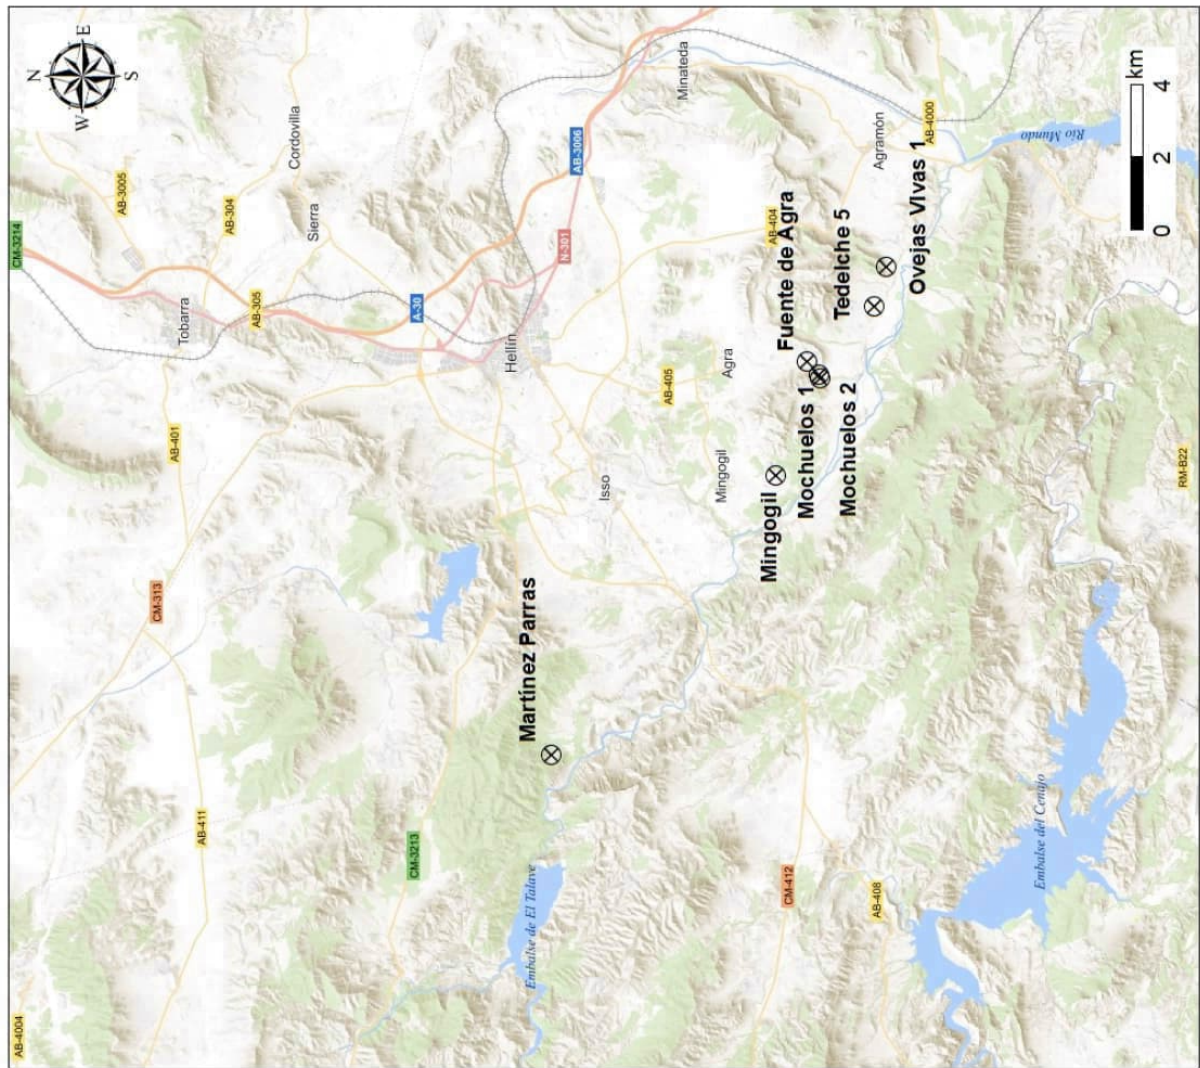 AB-4004
CM-3214
N
W
E
S
AB-3005
CM-313
AB-401
Tobarra
AB-411
AB-304
AB-305
Cordovilla
Sierra
CM-3213
A-30
Hellín
Embalse de El Talave
Martínez Parras
N-301
AB-3006
Isso
AB-405
Minateda
Mingogil
Agra
Mingogil
AB-404
CM-412
Fuente de Agra
Mochuelos 1
Mochuelos 2
Tedelche 5
AB-408
Agramón
Ovejas VIvas 1
AB-4000
Embalse del Cenajo
Río Mundo
km
0 2 4
RM-B22